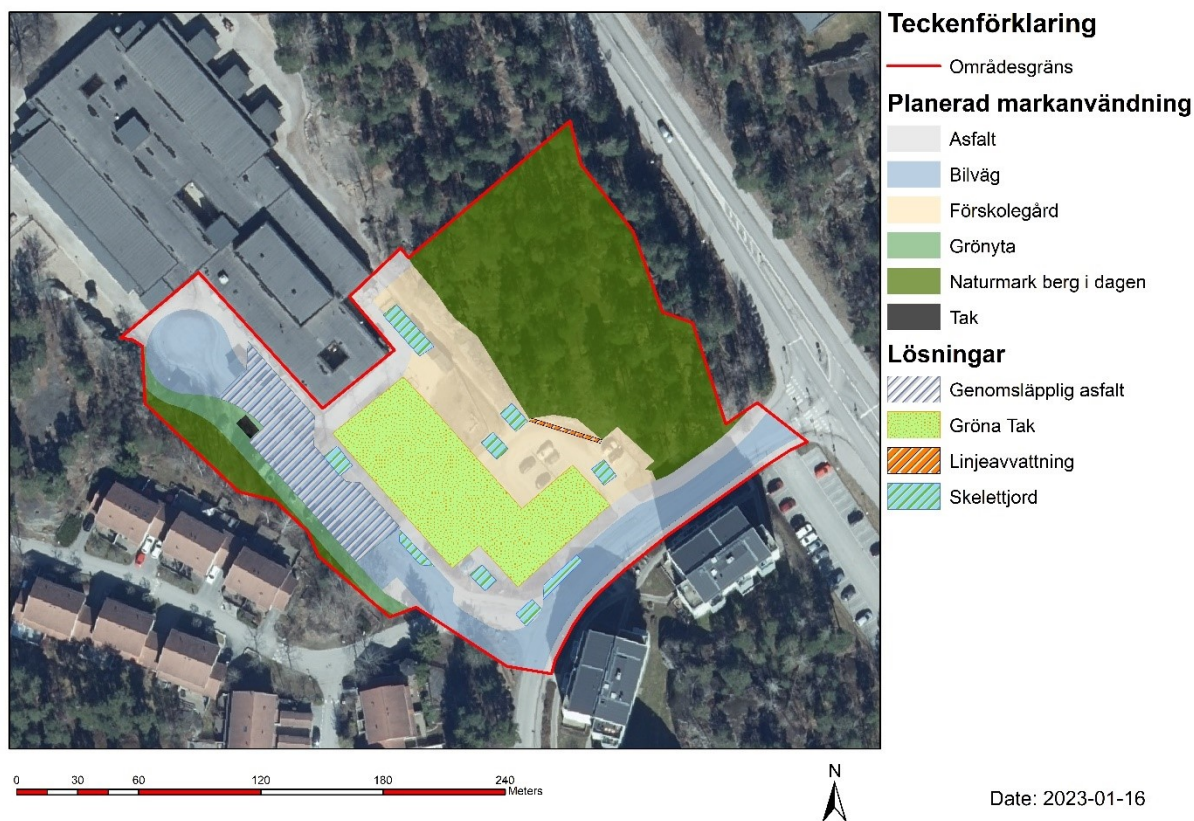 Teckenförklaring
Områdesgräns
Planerad markanvändning
Asfalt
Bilväg
Förskolegård
Grönyta
Naturmark berg i dagen
Tak
Lösningar
Genomsläpplig asfalt
Gröna Tak
Linjeavvattning
Skelettjord
0 30 60 120 180 240
Meters
N
Date: 2023-01-16